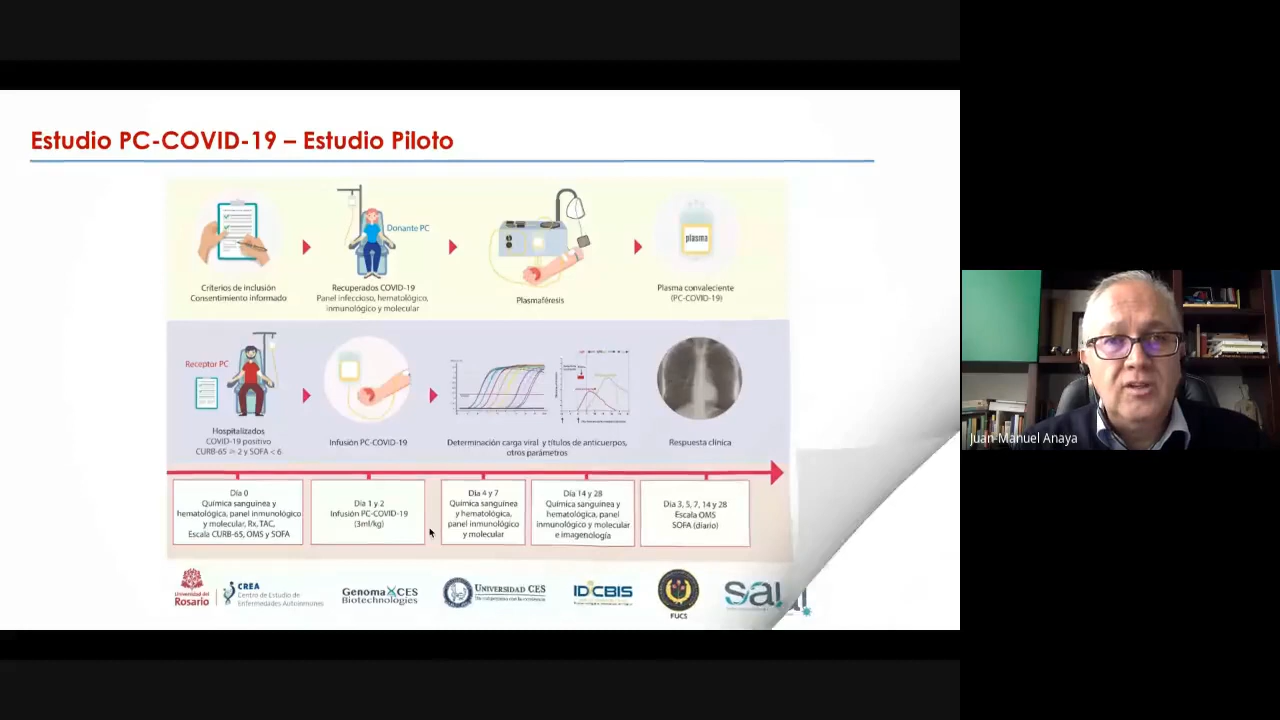 Estudio PC-COVID-19 – Estudio Piloto
Donante PC
plasma
Criterios de inclusión
Consentimiento informado
Recuperados COVID-19
Panel infeccioso, hematológico,
inmunológico y molecular
Plasmaféresis
Plasma convaleciente
(PC-COVID-19)
Receptor PC
Hospitalizados
COVID-19 positivo
CURB-65 ≥ 2 y SOFA < 6
Infusión PC-COVID-19
Determinación carga viral y títulos de anticuerpos,
otros parámetros
Respuesta clínica
Día 0
Química sanguínea y
hematológica, panel inmunológico
y molecular, Rx, TAC,
Escala CURB-65, OMS y SOFA
Día 1 y 2
Infusión PC-COVID-19
(3ml/kg)
Día 4 y 7
Química sanguínea
y hematológica,
panel inmunológico
y molecular
Día 14 y 28
Química sanguínea y
hematológica, panel
inmunológico y molecular
e imagenología
Día 3, 5, 7, 14 y 28
Escala OMS
SOFA (diario)
Universidad del
Rosario
CREA
Centro de Estudio de
Enfermedades Autoinmunes
GenomaXCES
Biotechnologies
UNIVERSIDAD CES
Un compromiso con la excelencia
IDCBIS
FUCS
Juan-Manuel Anaya